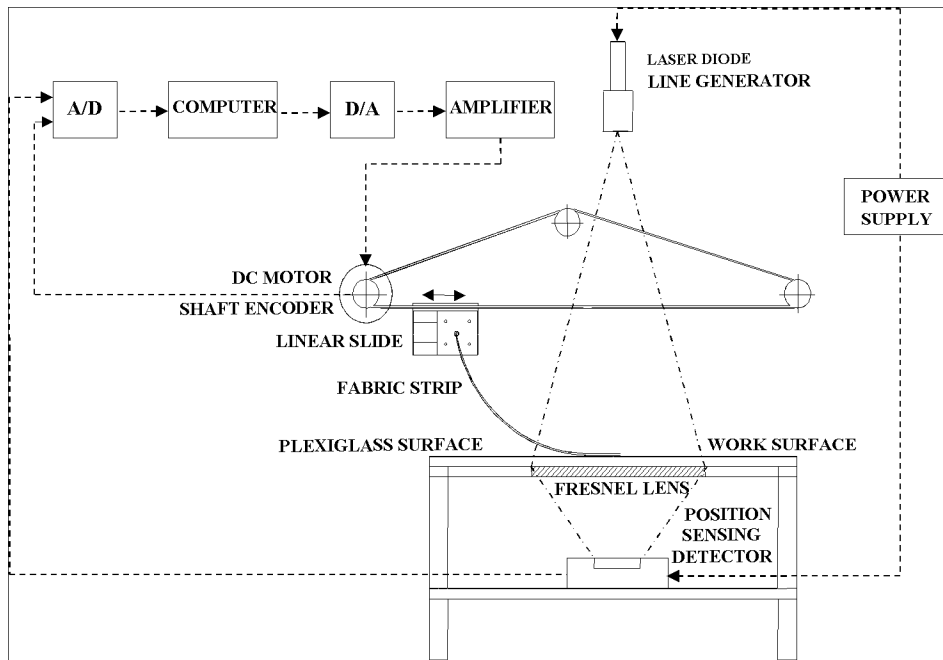 LASER DIODE
LINE GENERATOR
A/D
COMPUTER
D/A
AMPLIFIER
POWER
SUPPLY
DC MOTOR
SHAFT ENCODER
LINEAR SLIDE
FABRIC STRIP
PLEXIGLASS SURFACE
WORK SURFACE
FRESNEL LENS
POSITION
SENSING
DETECTOR